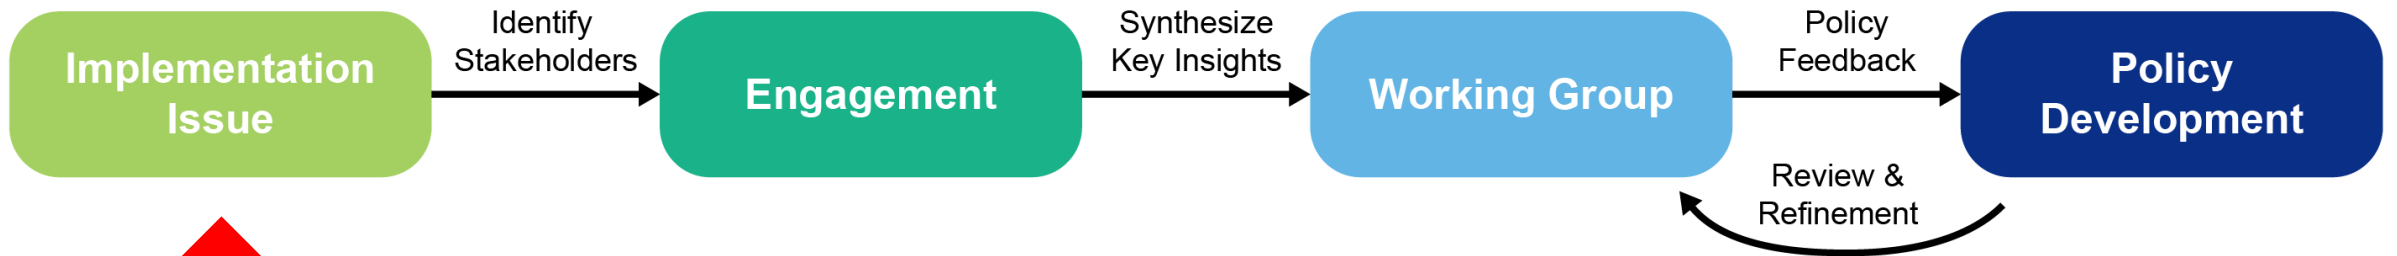 Implementation
Issue
Identify
Stakeholders
Engagement
Synthesize
Key Insights
Working Group
Policy
Feedback
Policy
Development
Review &
Refinement